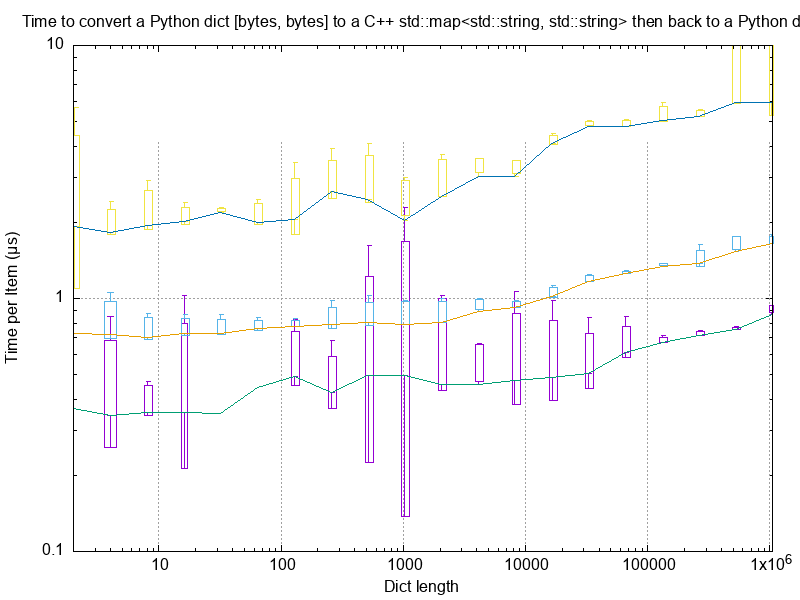 Time to convert a Python dict [bytes, bytes] to a C++ std::map<std::string, std::string> then back to a Python d
10
1
0.1
Time per Item (µs)
10 100 1000 10000 100000 1x10⁶
Dict length